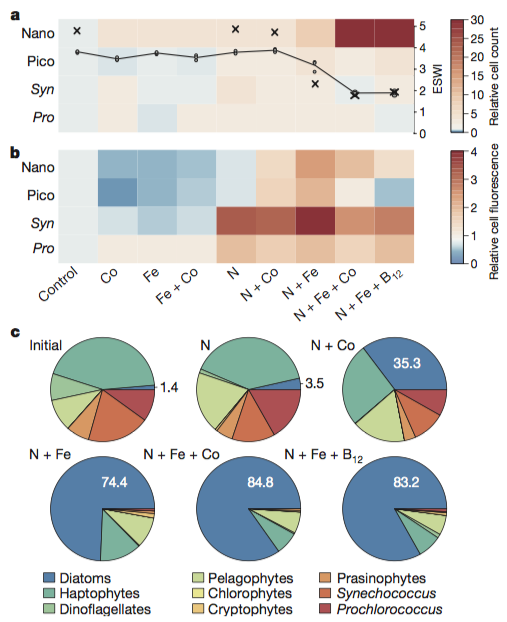 a
Nano
Pico
Syn
Pro
5
4
3
2
1
0
ESWI
30
25
20
15
10
5
0
Relative cell count
b
Nano
Pico
Syn
Pro
4
3
2
1
0
Relative cell fluorescence
Control
Co
Fe
Fe + Co
N
N + Co
N + Fe
N + Fe + Co
N + Fe + B12
c
Initial
1.4
N
3.5
N + Co
35.3
N + Fe
74.4
N + Fe + Co
84.8
N + Fe + B12
83.2
Diatoms
Haptophytes
Dinoflagellates
Pelagophytes
Chlorophytes
Cryptophytes
Prasinophytes
Synechococcus
Prochlorococcus